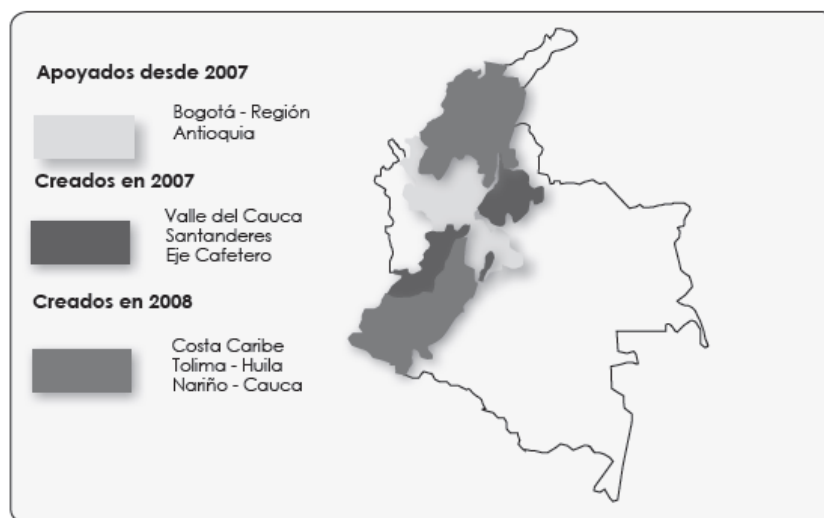 Apoyados desde 2007
Bogotá - Región
Antioquia
Creados en 2007
Valle del Cauca
Santanderes
Eje Cafetero
Creados en 2008
Costa Caribe
Tolima - Huila
Nariño - Cauca